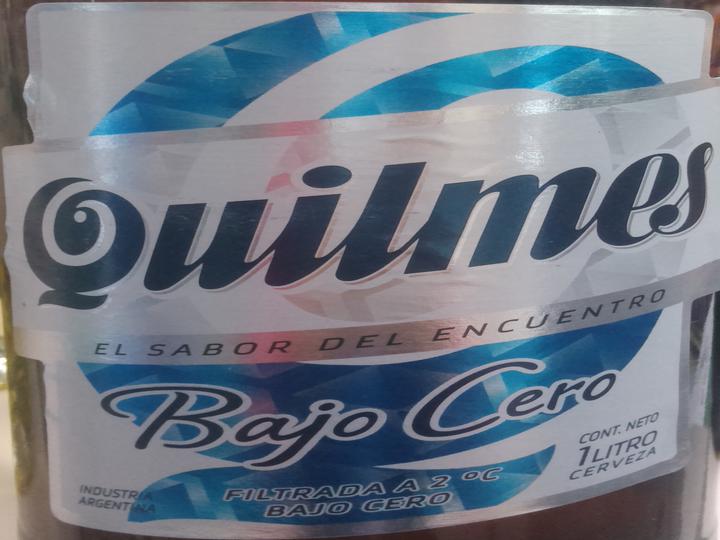 Quilmes
EL SABOR DEL ENCUENTRO
Bajo Cero
CONT. NETO
1 LITRO
CERVEZA
INDUSTRIA
ARGENTINA
FILTRADA A 2 ºC
BAJO CERO